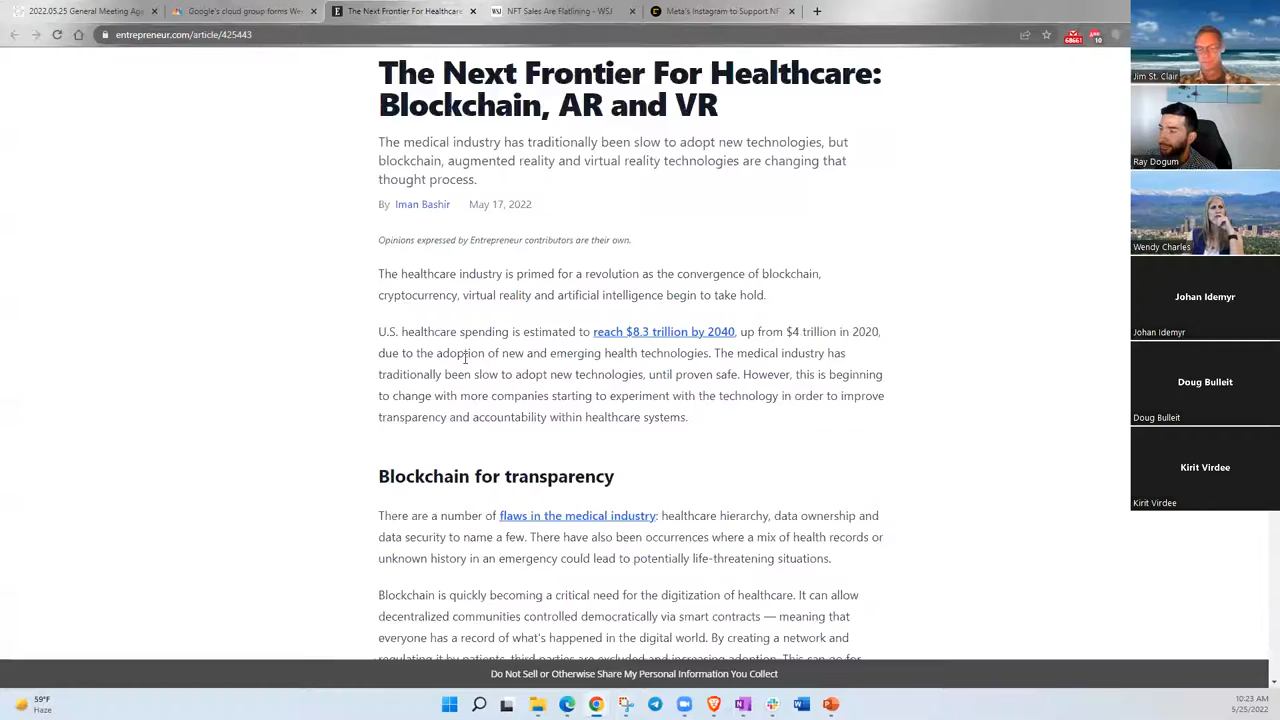 2022.05.25 General Meeting Ag
Google's cloud group forms We
The Next Frontier For Healthcare
NFT Sales Are Flatlining - WSJ
Meta's Instagram to Support NF
entrepreneur.com/article/425443
68661
10
The Next Frontier For Healthcare:
Blockchain, AR and VR
The medical industry has traditionally been slow to adopt new technologies, but
blockchain, augmented reality and virtual reality technologies are changing that
thought process.
By Iman Bashir May 17, 2022
Opinions expressed by Entrepreneur contributors are their own.
The healthcare industry is primed for a revolution as the convergence of blockchain,
cryptocurrency, virtual reality and artificial intelligence begin to take hold.
U.S. healthcare spending is estimated to reach $8.3 trillion by 2040, up from $4 trillion in 2020,
due to the adoption of new and emerging health technologies. The medical industry has
traditionally been slow to adopt new technologies, until proven safe. However, this is beginning
to change with more companies starting to experiment with the technology in order to improve
transparency and accountability within healthcare systems.
Blockchain for transparency
There are a number of flaws in the medical industry: healthcare hierarchy, data ownership and
data security to name a few. There have also been occurrences where a mix of health records or
unknown history in an emergency could lead to potentially life-threatening situations.
Blockchain is quickly becoming a critical need for the digitization of healthcare. It can allow
decentralized communities controlled democratically via smart contracts — meaning that
everyone has a record of what's happened in the digital world. By creating a network and
regulating it by patients, third parties are excluded and increasing adoption. This can go for
Do Not Sell or Otherwise Share My Personal Information You Collect
Jim St. Clair
Ray Dogum
Wendy Charles
Johan Idemyr
Johan Idemyr
Doug Bulleit
Doug Bulleit
Kirit Virdee
Kirit Virdee
59°F
Haze
10:23 AM
5/25/2022